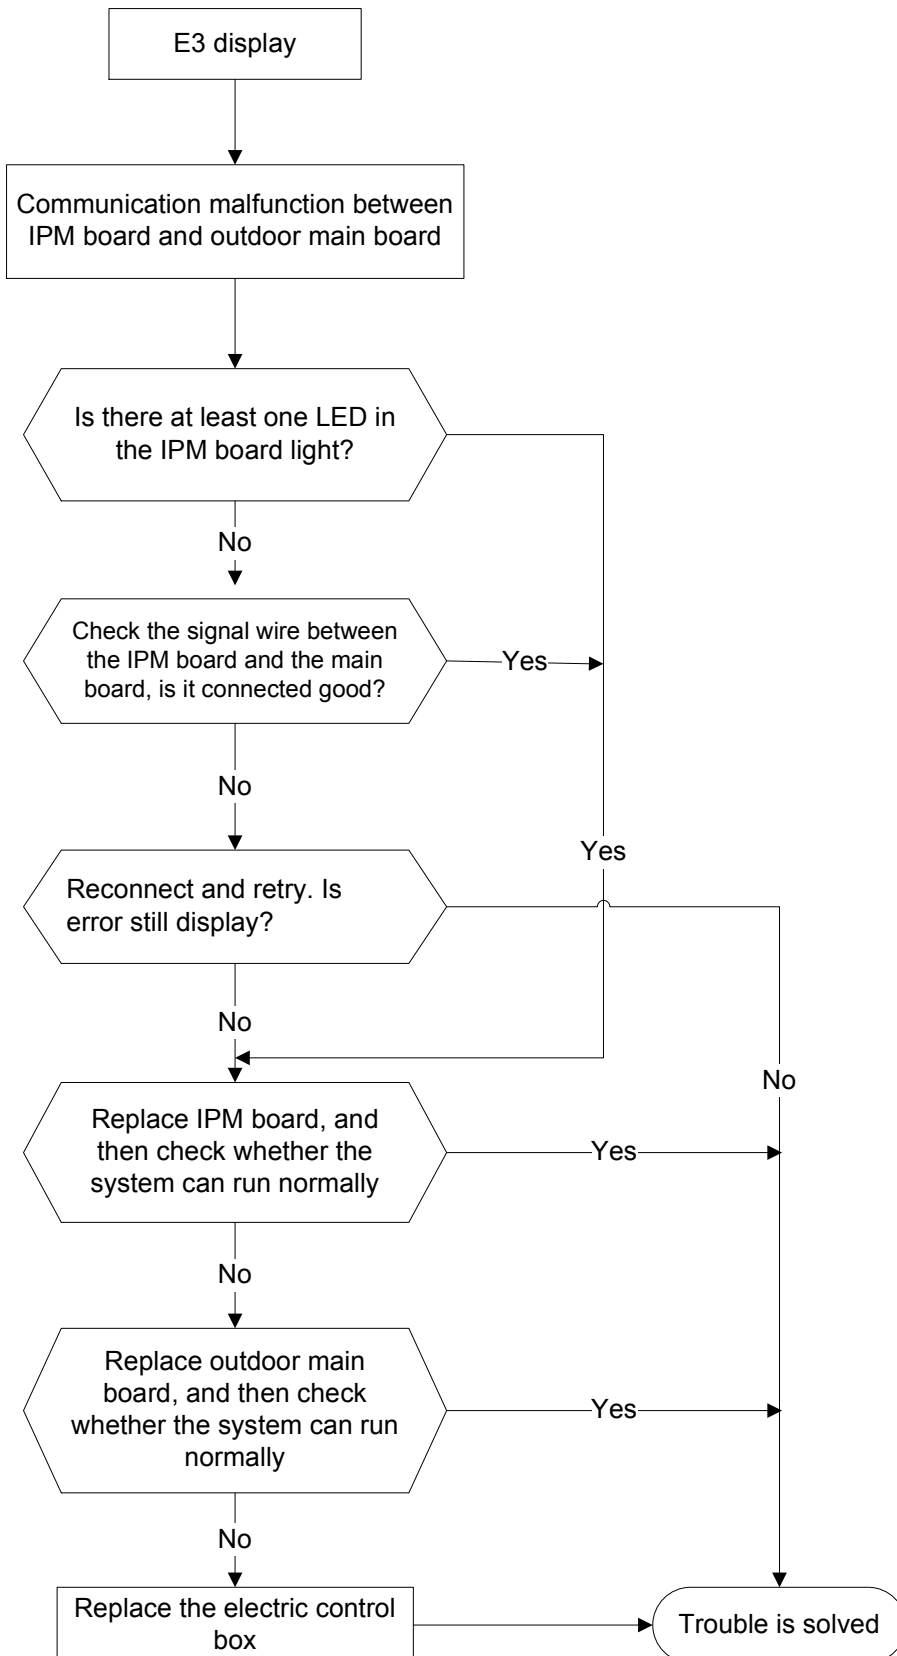 E3 display
Communication malfunction between
IPM board and outdoor main board
Is there at least one LED in
the IPM board light?
No
Check the signal wire between
the IPM board and the main
board, is it connected good?
Yes
No
Yes
Reconnect and retry. Is
error still display?
No
No
Replace IPM board, and
then check whether the
system can run normally
Yes
No
Replace outdoor main
board, and then check
whether the system can run
normally
Yes
No
Replace the electric control
box
Trouble is solved